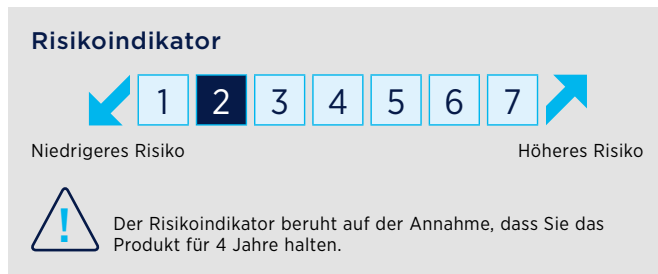 Risikoindikator
1 2 3 4 5 6 7
Niedrigeres Risiko Höheres Risiko
!
Der Risikoindikator beruht auf der Annahme, dass Sie das
Produkt für 4 Jahre halten.